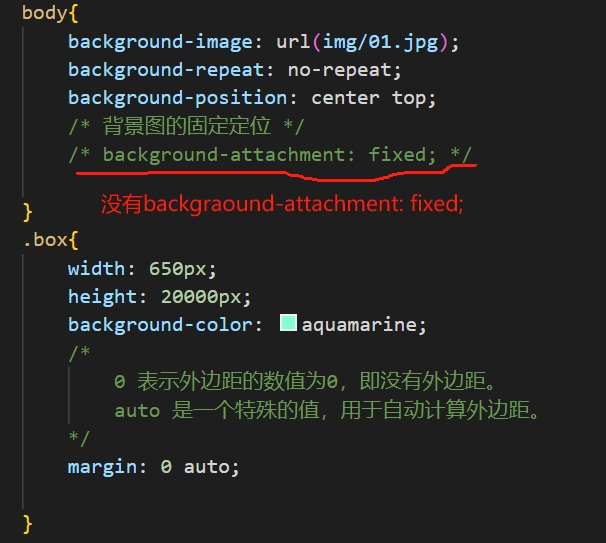 body{
background-image: url(img/01.jpg);
background-repeat: no-repeat;
background-position: center top;
/* 背景图的固定定位 */
/* background-attachment: fixed; */
没有backgraound-attachment: fixed;
}
.box{
width: 650px;
height: 20000px;
background-color: aquamarine;
/*
0 表示外边距的数值为0，即没有外边距。
auto 是一个特殊的值，用于自动计算外边距。
*/
margin: 0 auto;
}